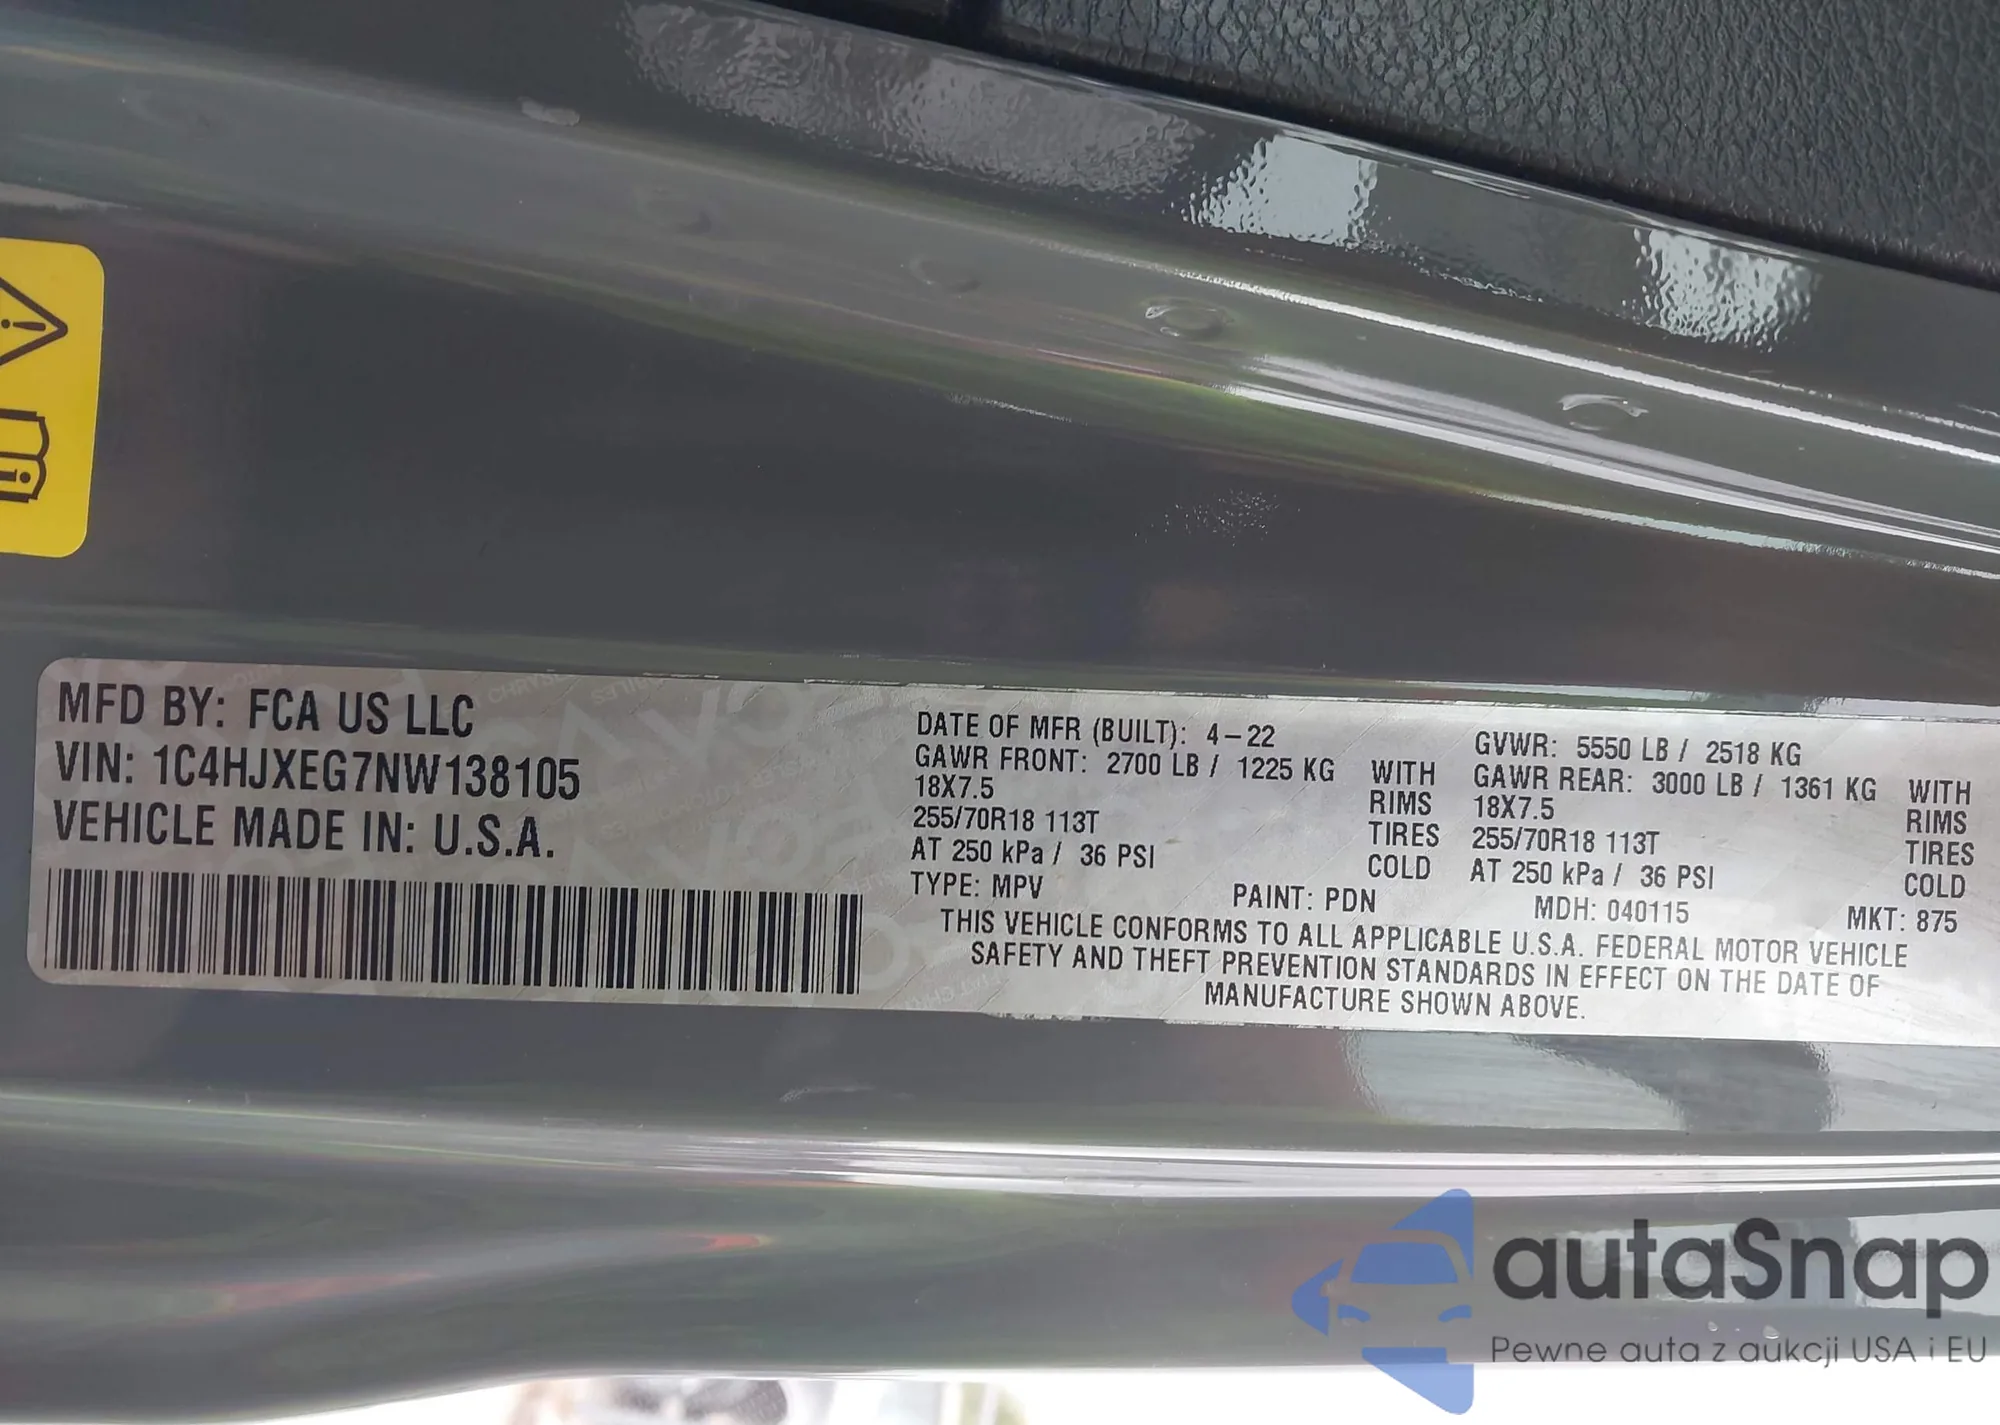 MFD BY: FCA US LLC
VIN: 1C4HJXEG7NW138105
VEHICLE MADE IN: U.S.A.
DATE OF MFR (BUILT): 4-22
GVWR: 5550 LB / 2518 KG
GAWR FRONT: 2700 LB / 1225 KG WITH
18X7.5 RIMS
255/70R18 113T TIRES
AT 250 kPa / 36 PSI COLD
GAWR REAR: 3000 LB / 1361 KG WITH
18X7.5 RIMS
255/70R18 113T TIRES
AT 250 kPa / 36 PSI COLD
TYPE: MPV PAINT: PDN MDH: 040115 MKT: 875
THIS VEHICLE CONFORMS TO ALL APPLICABLE U.S.A. FEDERAL MOTOR VEHICLE
SAFETY AND THEFT PREVENTION STANDARDS IN EFFECT ON THE DATE OF
MANUFACTURE SHOWN ABOVE.
autaSnap
Pewne auta z aukcji USA i EU